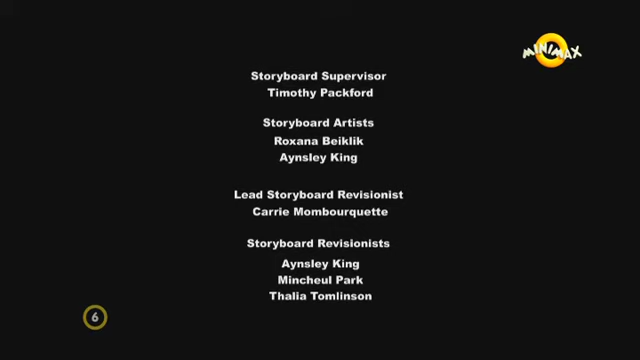 MINIMAX
Storyboard Supervisor
Timothy Packford
Storyboard Artists
Roxana Beiklik
Aynsley King
Lead Storyboard Revisionist
Carrie Mombourquette
Storyboard Revisionists
Aynsley King
Mincheul Park
Thalia Tomlinson
6